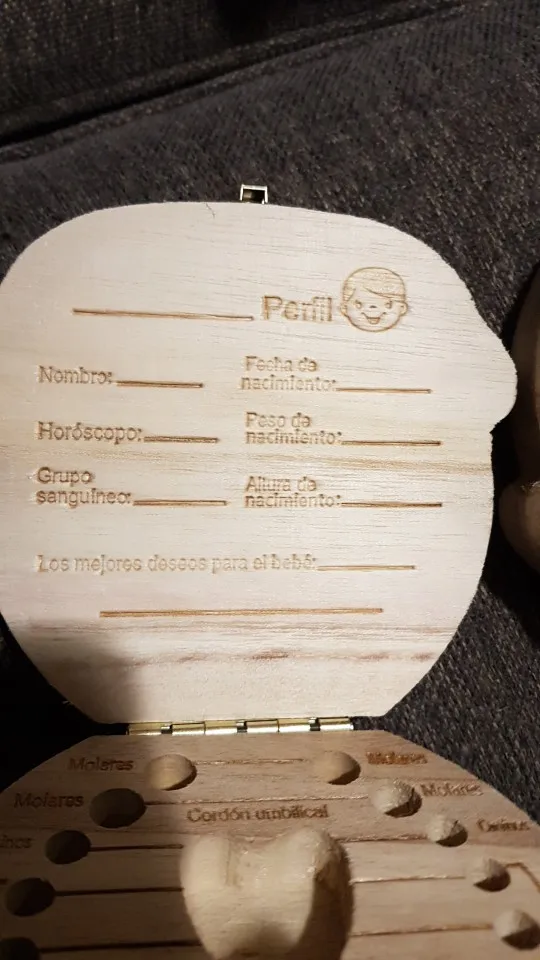 Perfil
Nombre:
Fecha de
nacimiento:
Horóscopo:
Peso de
nacimiento:
Grupo
sanguíneo:
Altura de
nacimiento:
Los mejores deseos para el bebé:
Molares
Molares
Molares
Molares
Cordón umbilical